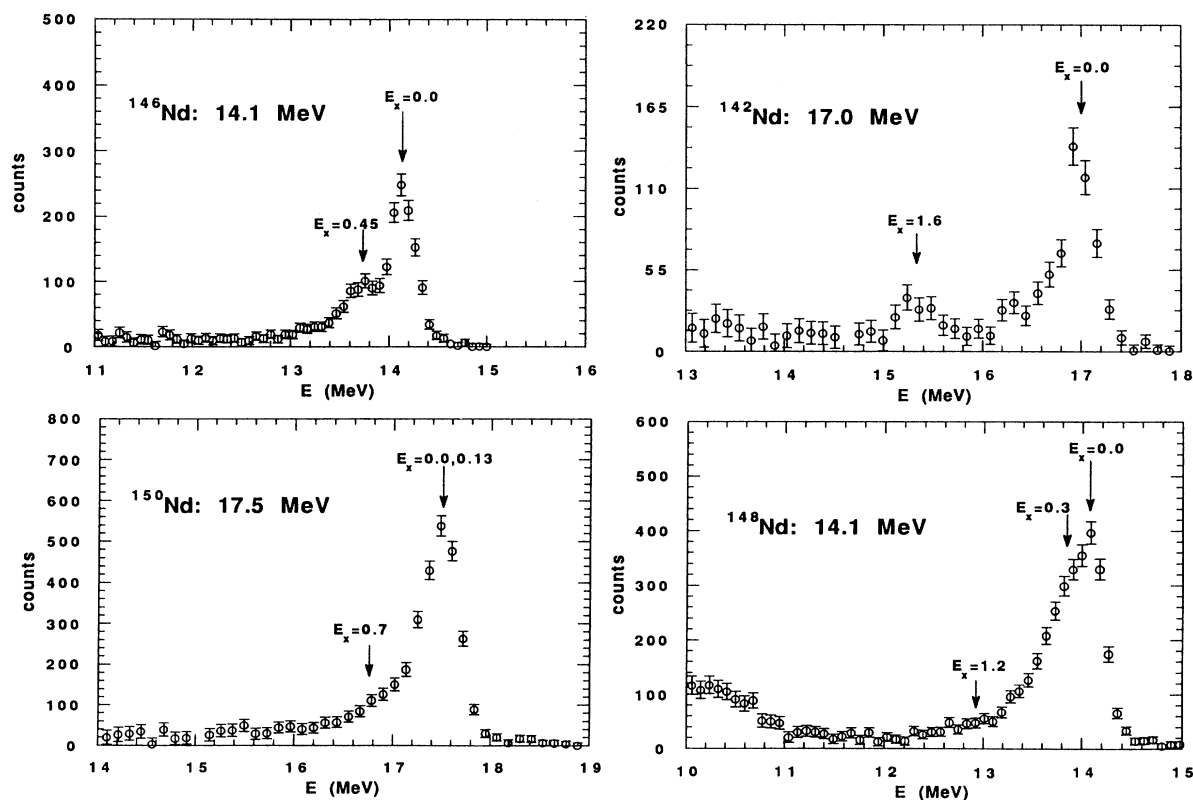 500
400
300
200
100
0
counts
146Nd: 14.1 MeV
Ex=0.0
Ex=0.45
11 12 13 14 15 16
E (MeV)
220
165
110
55
0
counts
142Nd: 17.0 MeV
Ex=0.0
Ex=1.6
13 14 15 16 17 18
E (MeV)
800
700
600
500
400
300
200
100
0
counts
150Nd: 17.5 MeV
Ex=0.0,0.13
Ex=0.7
14 15 16 17 18 19
E (MeV)
600
500
400
300
200
100
0
counts
148Nd: 14.1 MeV
Ex=0.0
Ex=0.3
Ex=1.2
10 11 12 13 14 15
E (MeV)